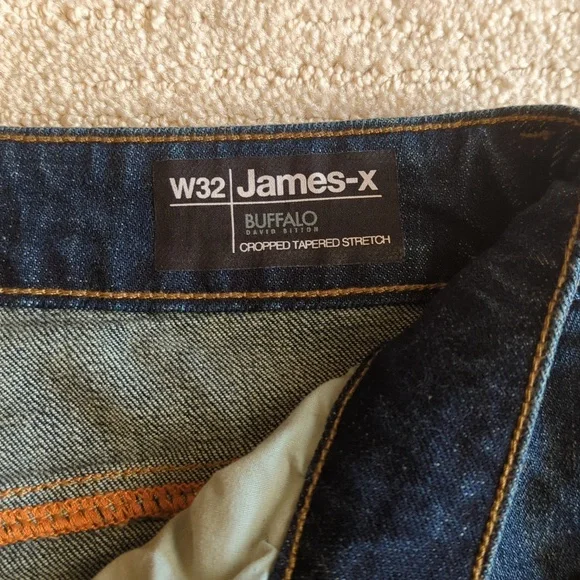 W32 James-X
BUFFALO
DAVID BITTON
CROPPED TAPERED STRETCH